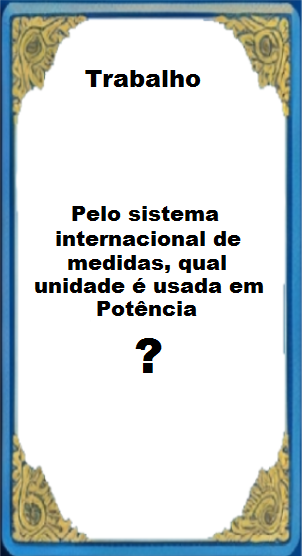 Trabalho
Pelo sistema
internacional de
medidas, qual
unidade é usada em
Potência
?